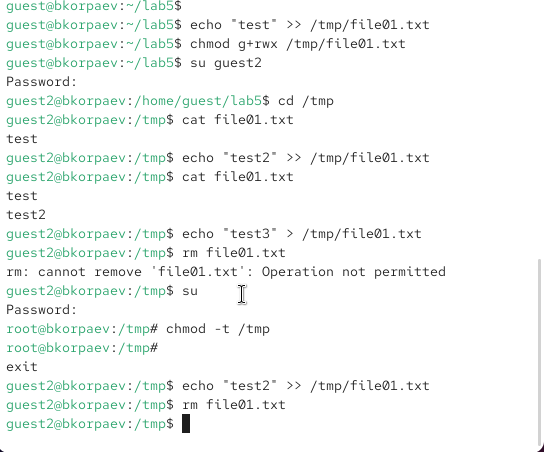 guest@bkorpaev:~/lab5$
guest@bkorpaev:~/lab5$ echo "test" >> /tmp/file01.txt
guest@bkorpaev:~/lab5$ chmod g+rwx /tmp/file01.txt
guest@bkorpaev:~/lab5$ su guest2
Password:
guest2@bkorpaev:/home/guest/lab5$ cd /tmp
guest2@bkorpaev:/tmp$ cat file01.txt
test
guest2@bkorpaev:/tmp$ echo "test2" >> /tmp/file01.txt
guest2@bkorpaev:/tmp$ cat file01.txt
test
test2
guest2@bkorpaev:/tmp$ echo "test3" > /tmp/file01.txt
guest2@bkorpaev:/tmp$ rm file01.txt
rm: cannot remove 'file01.txt': Operation not permitted
guest2@bkorpaev:/tmp$ su
Password:
root@bkorpaev:/tmp# chmod -t /tmp
root@bkorpaev:/tmp#
exit
guest2@bkorpaev:/tmp$ echo "test2" >> /tmp/file01.txt
guest2@bkorpaev:/tmp$ rm file01.txt
guest2@bkorpaev:/tmp$